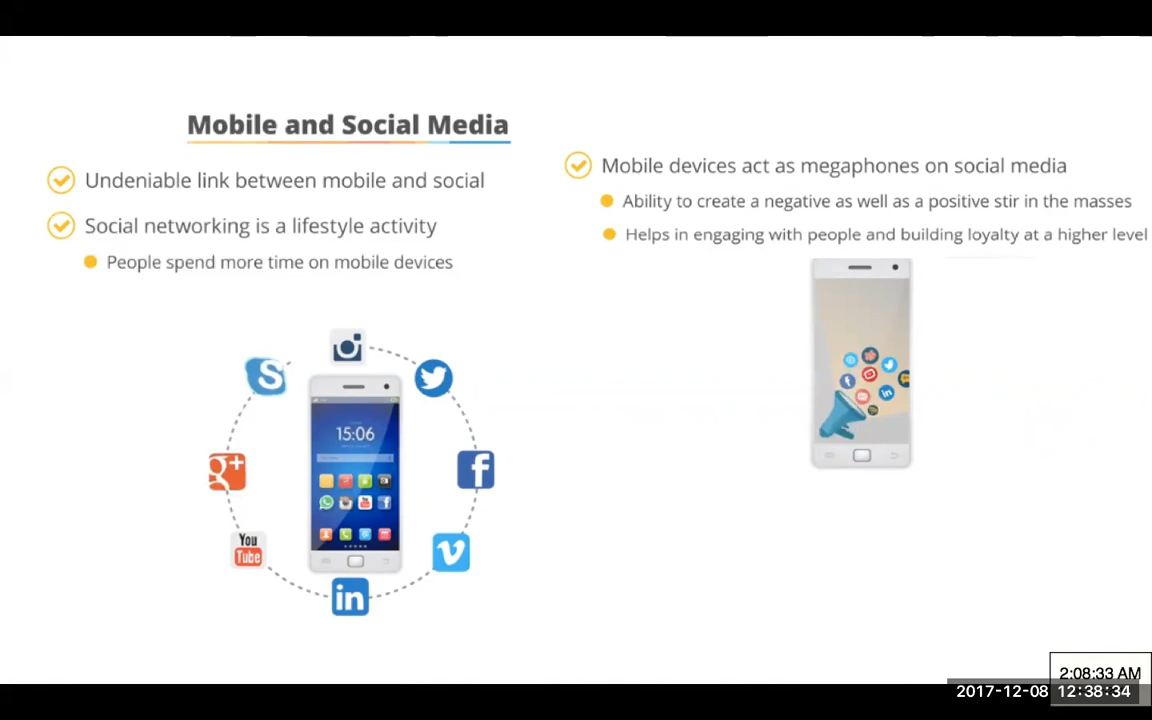 Mobile and Social Media
Undeniable link between mobile and social
Social networking is a lifestyle activity
People spend more time on mobile devices
Mobile devices act as megaphones on social media
Ability to create a negative as well as a positive stir in the masses
Helps in engaging with people and building loyalty at a higher level
S
15:06
g+
f
You
Tube
in
2:08:33 AM
2017-12-08 12:38:34